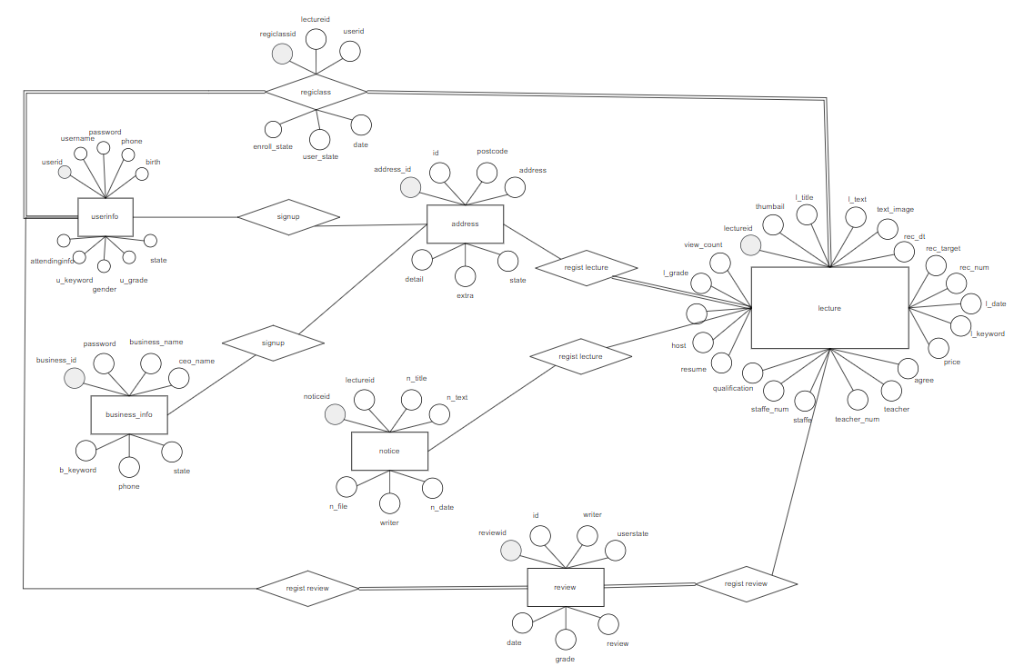 lectureid
regiclassid
userid
regiclass
enroll_state
user_state
date
password
username
phone
userid
birth
userinfo
attendinginfo
state
u_keyword
u_grade
gender
signup
id
postcode
address_id
address
address
detail
extra
state
regist lecture
l_title
l_text
thumbail
text_image
lectureid
rec_dt
view_count
rec_target
l_grade
rec_num
l_date
lecture
l_keyword
host
price
resume
agree
qualification
staffe_num
staffe
teacher_num
teacher
signup
regist lecture
password
business_name
business_id
ceo_name
business_info
b_keyword
phone
state
lectureid
n_title
noticeid
n_text
notice
n_file
writer
n_date
id
writer
reviewid
userstate
regist review
review
regist review
date
grade
review